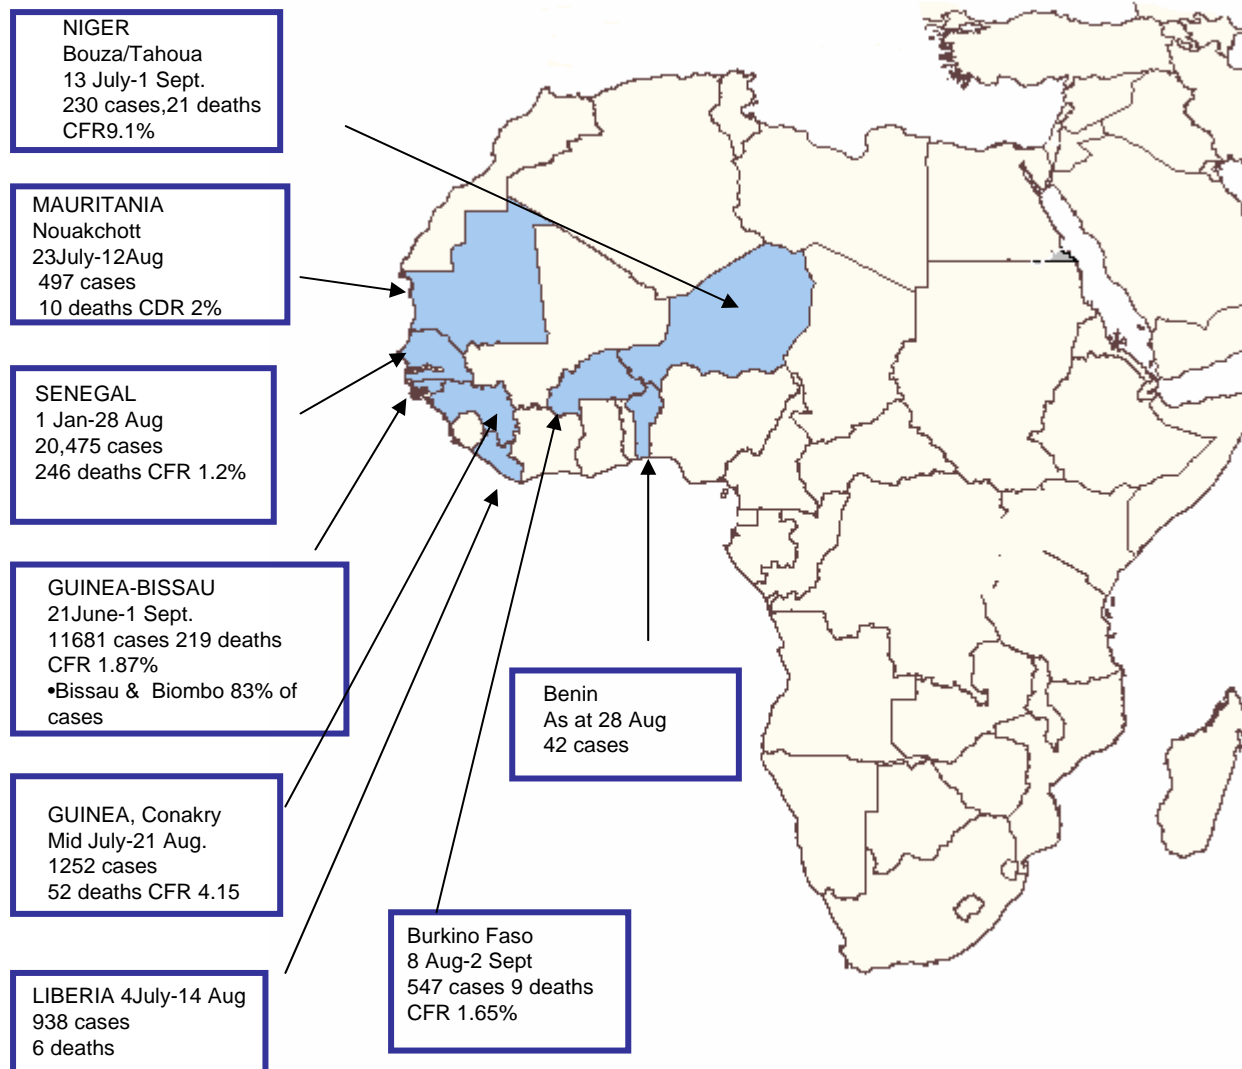 NIGER
Bouza/Tahoua
13 July-1 Sept.
230 cases,21 deaths
CFR9.1%
MAURITANIA
Nouakchott
23July-12Aug
497 cases
10 deaths CDR 2%
SENEGAL
1 Jan-28 Aug
20,475 cases
246 deaths CFR 1.2%
GUINEA-BISSAU
21June-1 Sept.
11681 cases 219 deaths
CFR 1.87%
•Bissau & Biombo 83% of
cases
GUINEA, Conakry
Mid July-21 Aug.
1252 cases
52 deaths CFR 4.15
LIBERIA 4July-14 Aug
938 cases
6 deaths
Burkino Faso
8 Aug-2 Sept
547 cases 9 deaths
CFR 1.65%
Benin
As at 28 Aug
42 cases